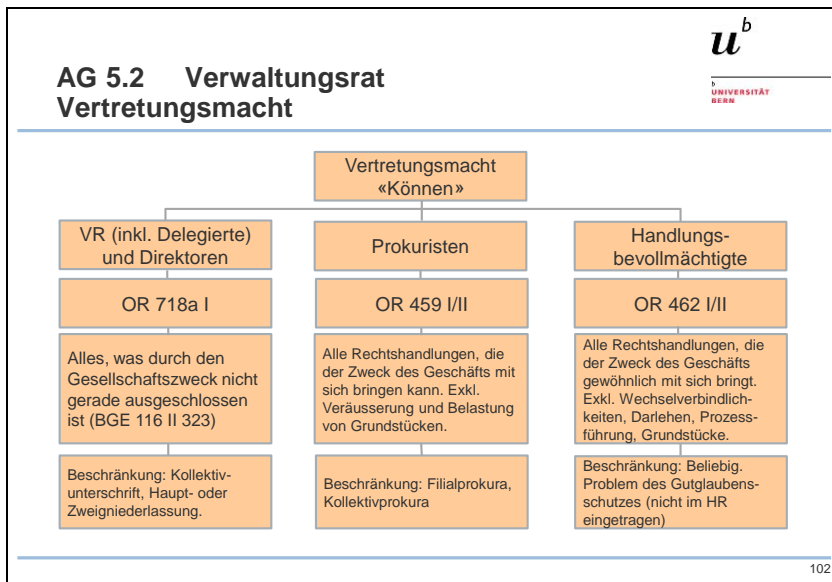 AG 5.2 Verwaltungsrat
Vertretungsmacht
u
b
b
UNIVERSITÄT
BERN
Vertretungsmacht
«Können»
VR (inkl. Delegierte)
und Direktoren
OR 718a I
Alles, was durch den
Gesellschaftszweck nicht
gerade ausgeschlossen
ist (BGE 116 II 323)
Beschränkung: Kollektiv-
unterschrift, Haupt- oder
Zweigniederlassung.
Prokuristen
OR 459 I/II
Alle Rechtshandlungen, die
der Zweck des Geschäfts mit
sich bringen kann. Exkl.
Veräusserung und Belastung
von Grundstücken.
Beschränkung: Filialprokura,
Kollektivprokura
Handlungs-
bevollmächtigte
OR 462 I/II
Alle Rechtshandlungen, die
der Zweck des Geschäfts
gewöhnlich mit sich bringt.
Exkl. Wechselverbindlich-
keiten, Darlehen, Prozess-
führung, Grundstücke.
Beschränkung: Beliebig.
Problem des Gutglaubens-
schutzes (nicht im HR
eingetragen)
102